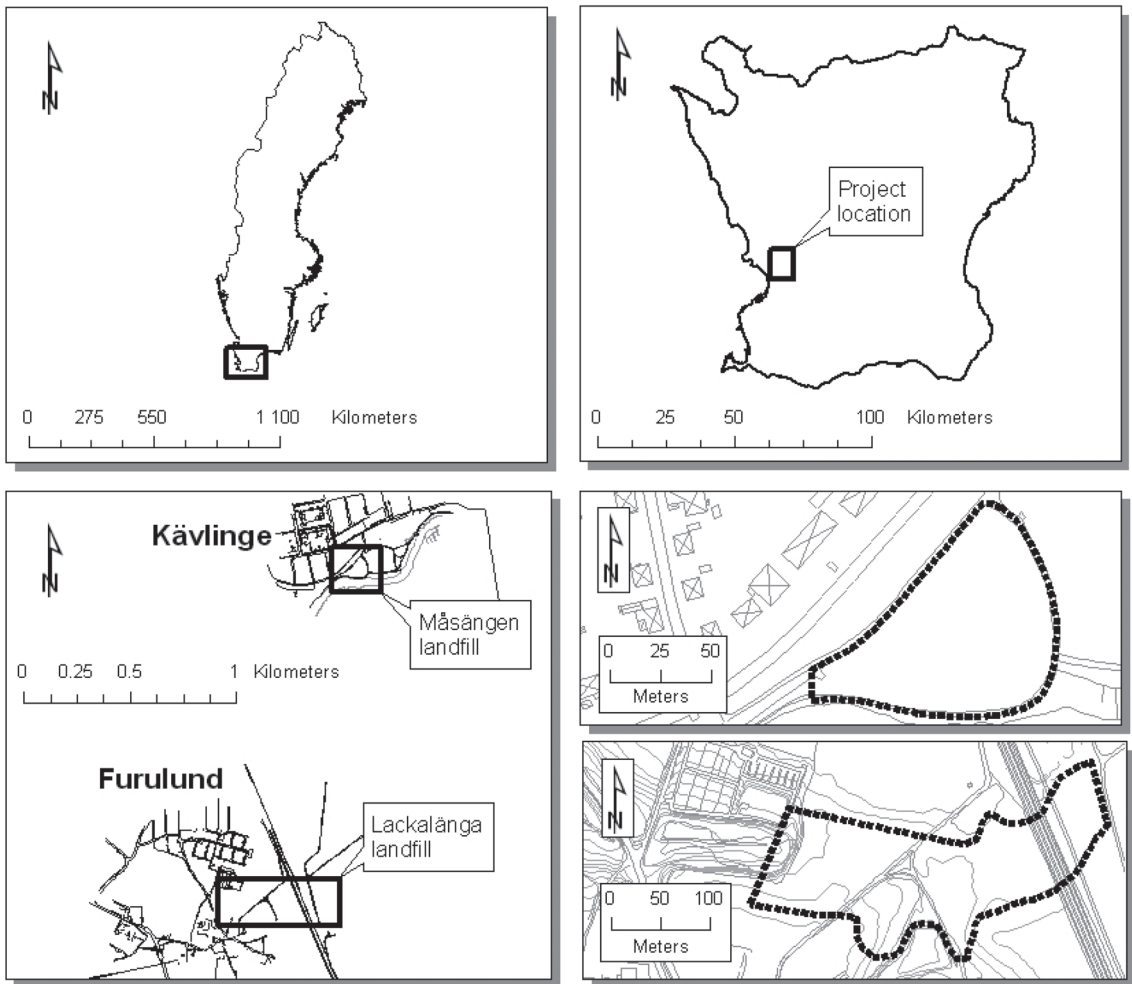 N
0 275 550 1 100 Kilometers
N
Project
location
0 25 50 100 Kilometers
N
Kävlinge
Måsängen
landfill
0 0.25 0.5 1 Kilometers
Furulund
Lackalänga
landfill
N
0 25 50
Meters
N
0 50 100
Meters